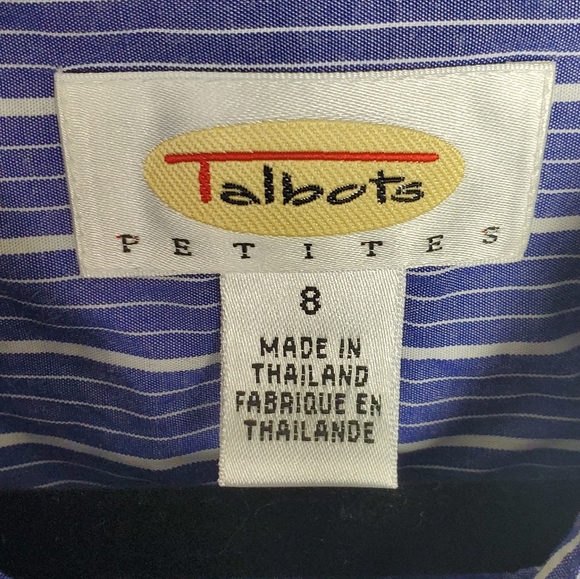 Talbots
PETITES
8
MADE IN
THAILAND
FABRIQUE EN
THAILANDE